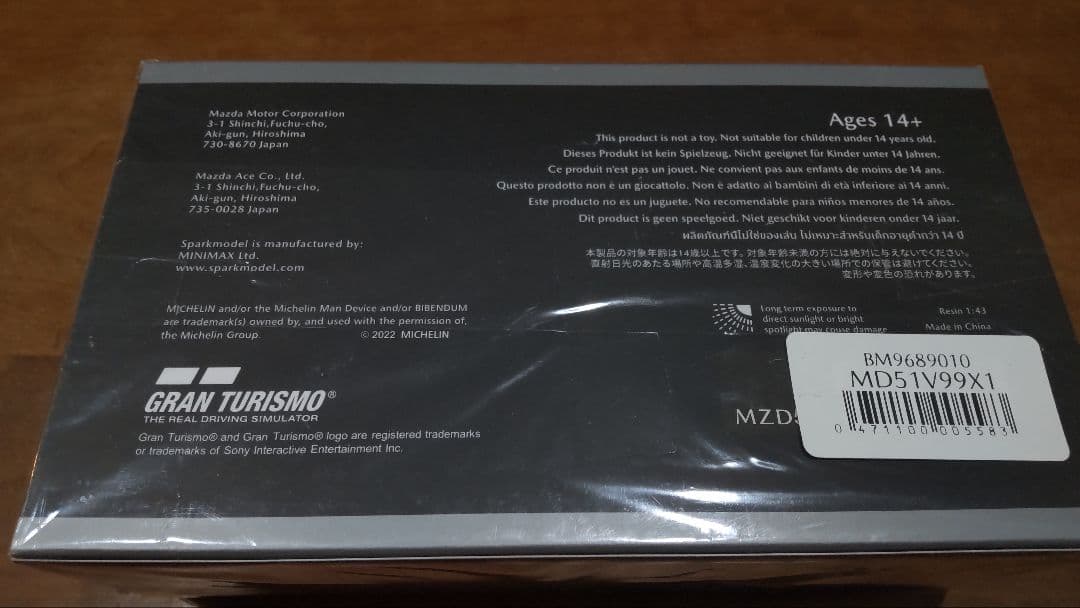 Mazda Motor Corporation
3-1 Shinchi,Fuchu-cho,
Aki-gun, Hiroshima
730-8670 Japan
Mazda Ace Co., Ltd.
3-1 Shinchi,Fuchu-cho,
Aki-gun, Hiroshima
735-0028 Japan
Sparkmodel is manufactured by:
MINIMAX Ltd.
www.sparkmodel.com
MICHELIN and/or the Michelin Man Device and/or BIBENDUM
are trademark(s) owned by, and used with the permission of,
the Michelin Group. © 2022 MICHELIN
GRAN TURISMO®
THE REAL DRIVING SIMULATOR
Gran Turismo® and Gran Turismo® logo are registered trademarks
or trademarks of Sony Interactive Entertainment Inc.
Ages 14+
This product is not a toy. Not suitable for children under 14 years old.
Dieses Produkt ist kein Spielzeug. Nicht geeignet für Kinder unter 14 Jahren.
Ce produit n'est pas un jouet. Ne convient pas aux enfants de moins de 14 ans.
Questo prodotto non è un giocattolo. Non è adatto ai bambini di età inferiore ai 14 anni.
Este producto no es un juguete. No recomendable para niños menores de 14 años.
Dit product is geen speelgoed. Niet geschikt voor kinderen onder 14 jaar.
ผลิตภัณฑ์นี้ไม่ใช่ของเล่น ไม่เหมาะสำหรับเด็กอายุต่ำกว่า 14 ปี
本製品の対象年齢は14歳以上です。対象年齢未満の方には絶対に与えないでください。
直射日光のあたる場所や高温多湿、温度変化の大きい場所での保管は避けてください。
変形や変色の恐れがあります。
Long term exposure to
direct sunlight or bright
spotlight may cause damage
Resin 1:43
Made in China
BM9689010
MD51V99X1
0 471100 005583